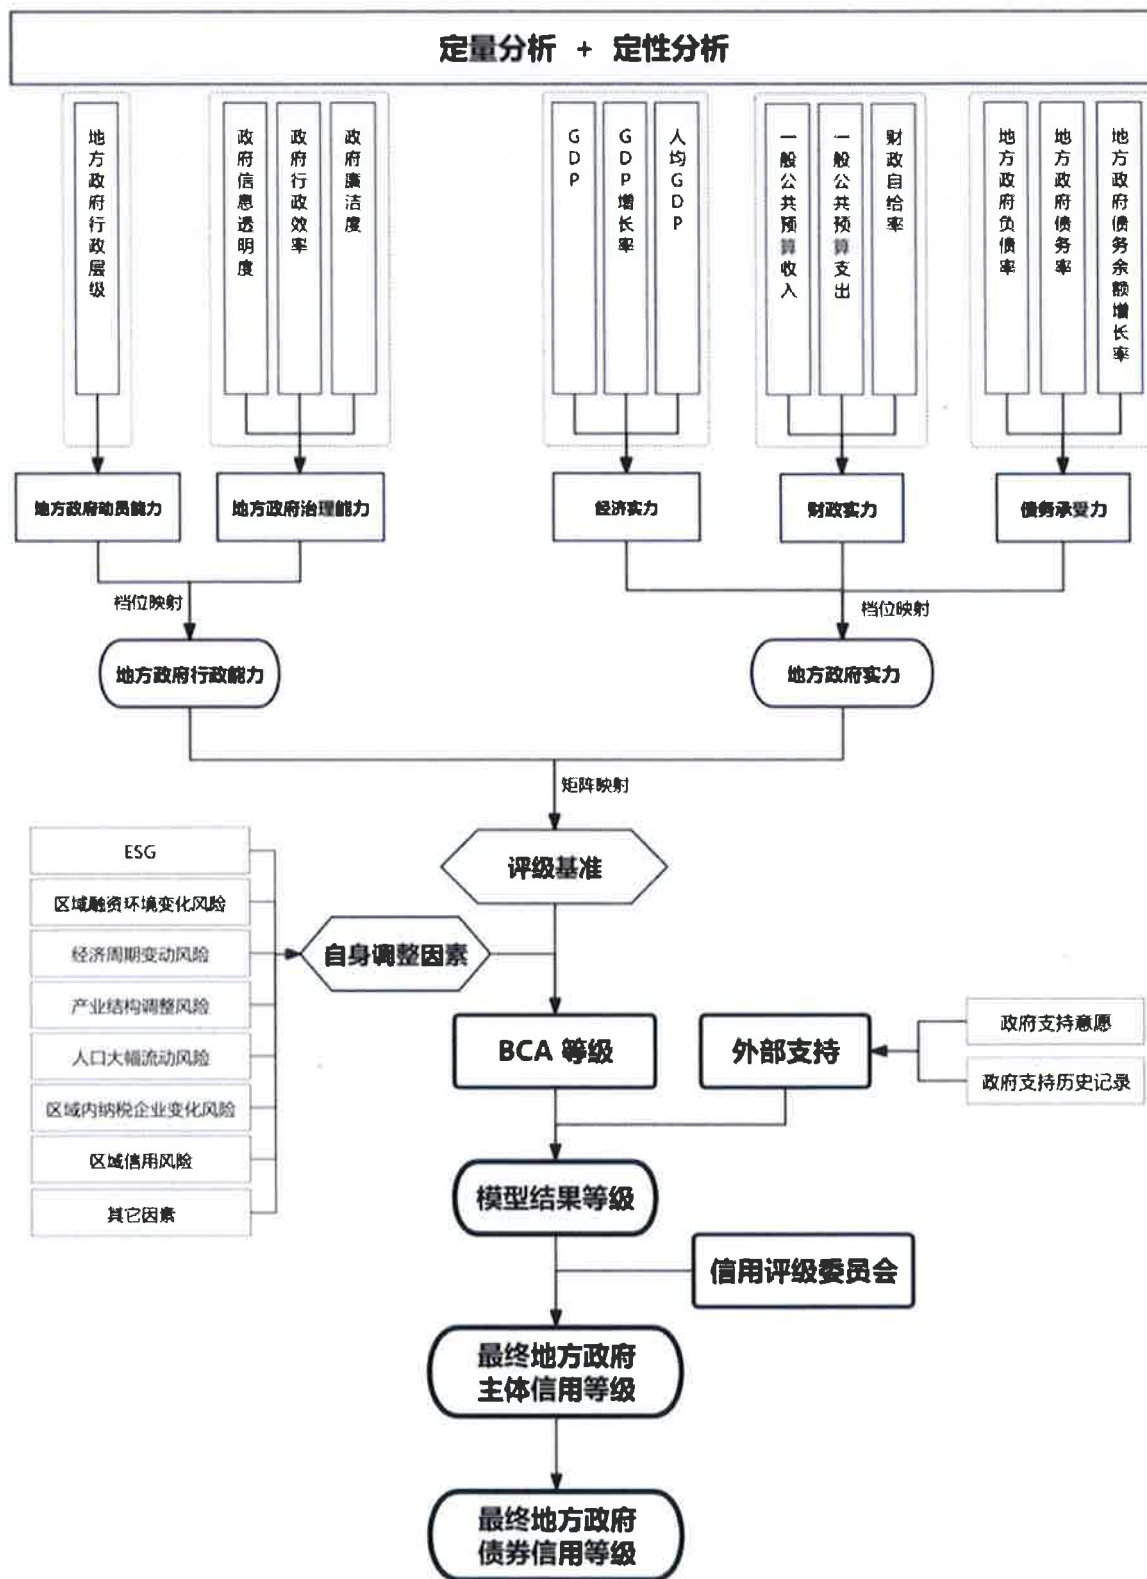 定量分析 + 定性分析
地方政府行政层级
政府信息透明度
政府行政效率
政府廉洁度
GDP
GDP增长率
人均GDP
一般公共预算收入
一般公共预算支出
财政自给率
地方政府负债率
地方政府债务率
地方政府债务余额增长率
地方政府动员能力
地方政府治理能力
经济实力
财政实力
债务承受力
档位映射
档位映射
地方政府行政能力
地方政府实力
矩阵映射
评级基准
ESG
区域融资环境变化风险
经济周期变动风险
产业结构调整风险
人口大幅流动风险
区域内纳税企业变化风险
区域信用风险
其它因素
自身调整因素
BCA 等级
外部支持
政府支持意愿
政府支持历史记录
模型结果等级
信用评级委员会
最终地方政府
主体信用等级
最终地方政府
债券信用等级